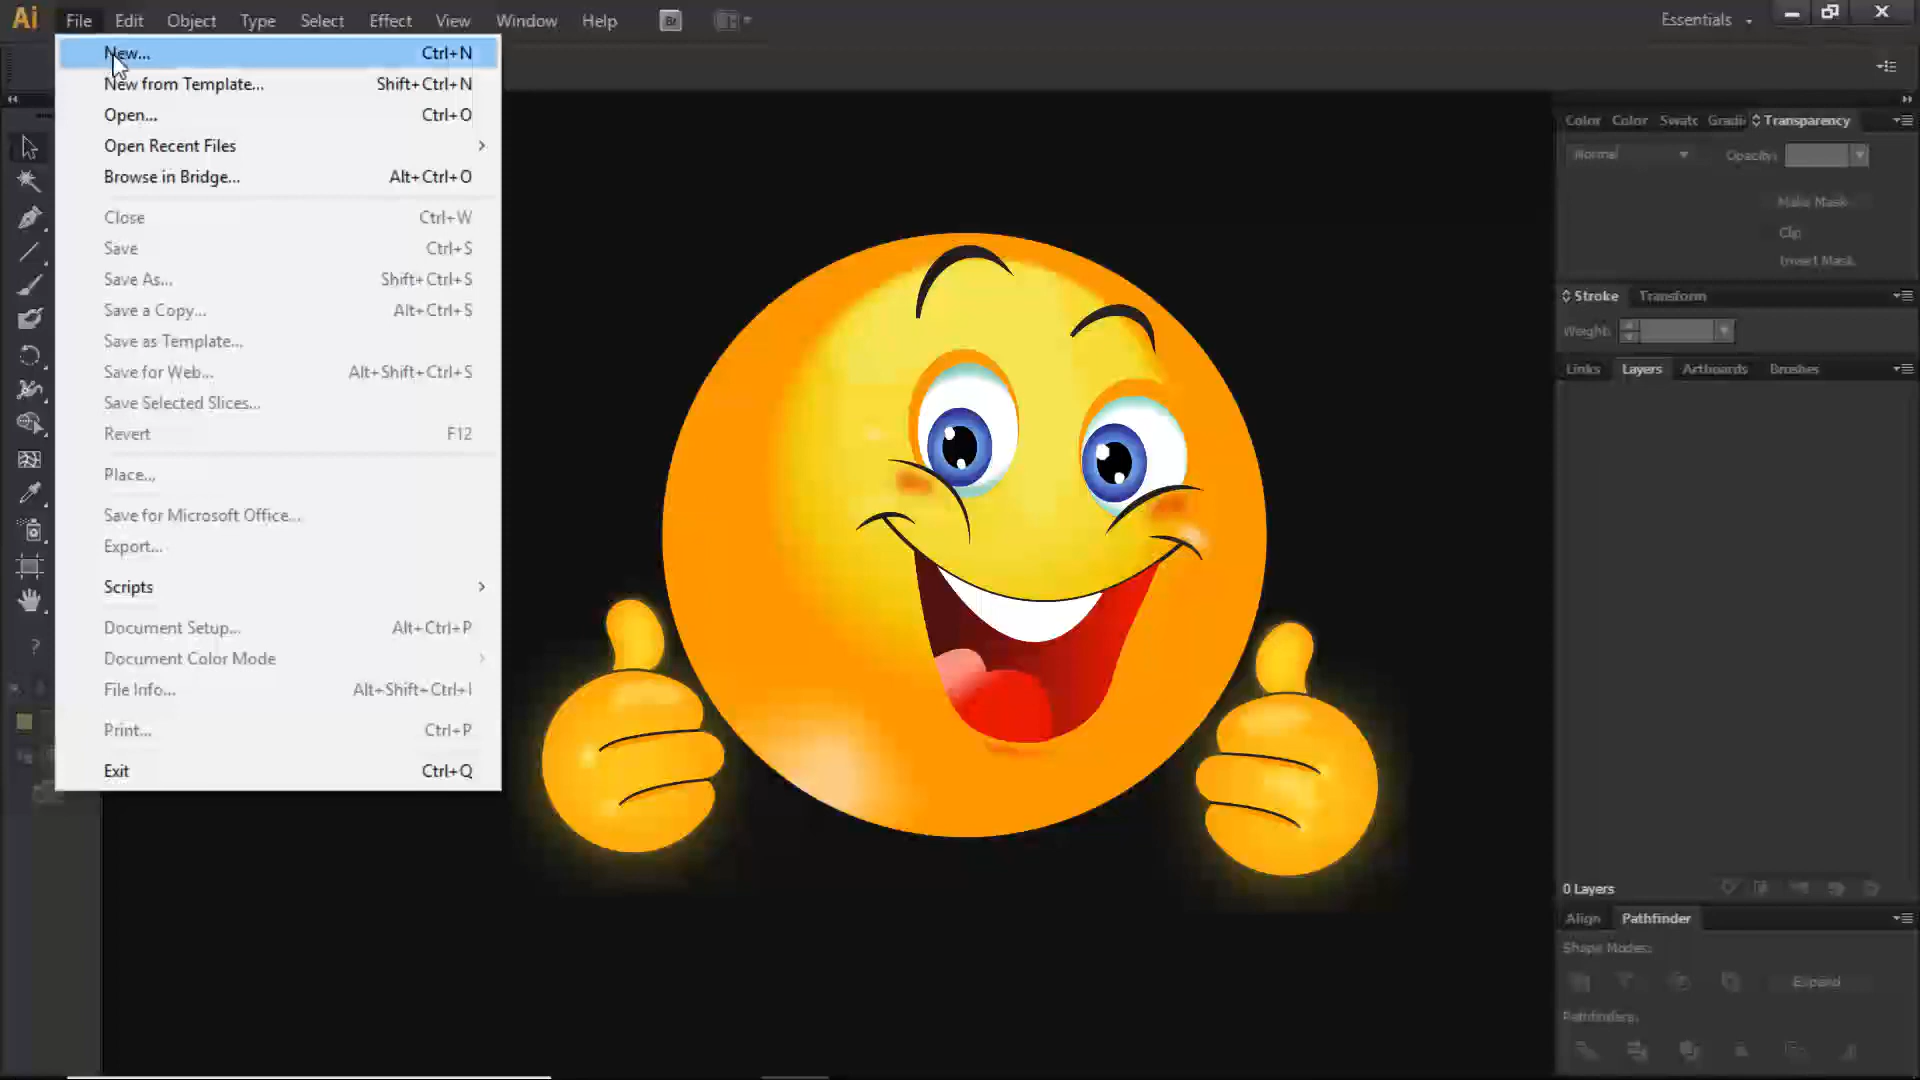 Ai File Edit Object Type Select Effect View Window Help Br Essentials
New... Ctrl+N
New from Template... Shift+Ctrl+N
Open... Ctrl+O
Open Recent Files
Browse in Bridge... Alt+Ctrl+O
Close Ctrl+W
Save Ctrl+S
Save As... Shift+Ctrl+S
Save a Copy... Alt+Ctrl+S
Save as Template...
Save for Web... Alt+Shift+Ctrl+S
Save Selected Slices...
Revert F12
Place...
Save for Microsoft Office...
Export...
Scripts
Document Setup... Alt+Ctrl+P
Document Color Mode
File Info... Alt+Shift+Ctrl+I
Print... Ctrl+P
Exit Ctrl+Q
?
Color Color Swatc Gradi Transparency
Normal Opacity:
Make Mask
Clip
Invert Mask
Stroke Transform
Weight:
Links Layers Artboards Brushes
0 Layers
Align Pathfinder
Shape Modes:
Expand
Pathfinders: